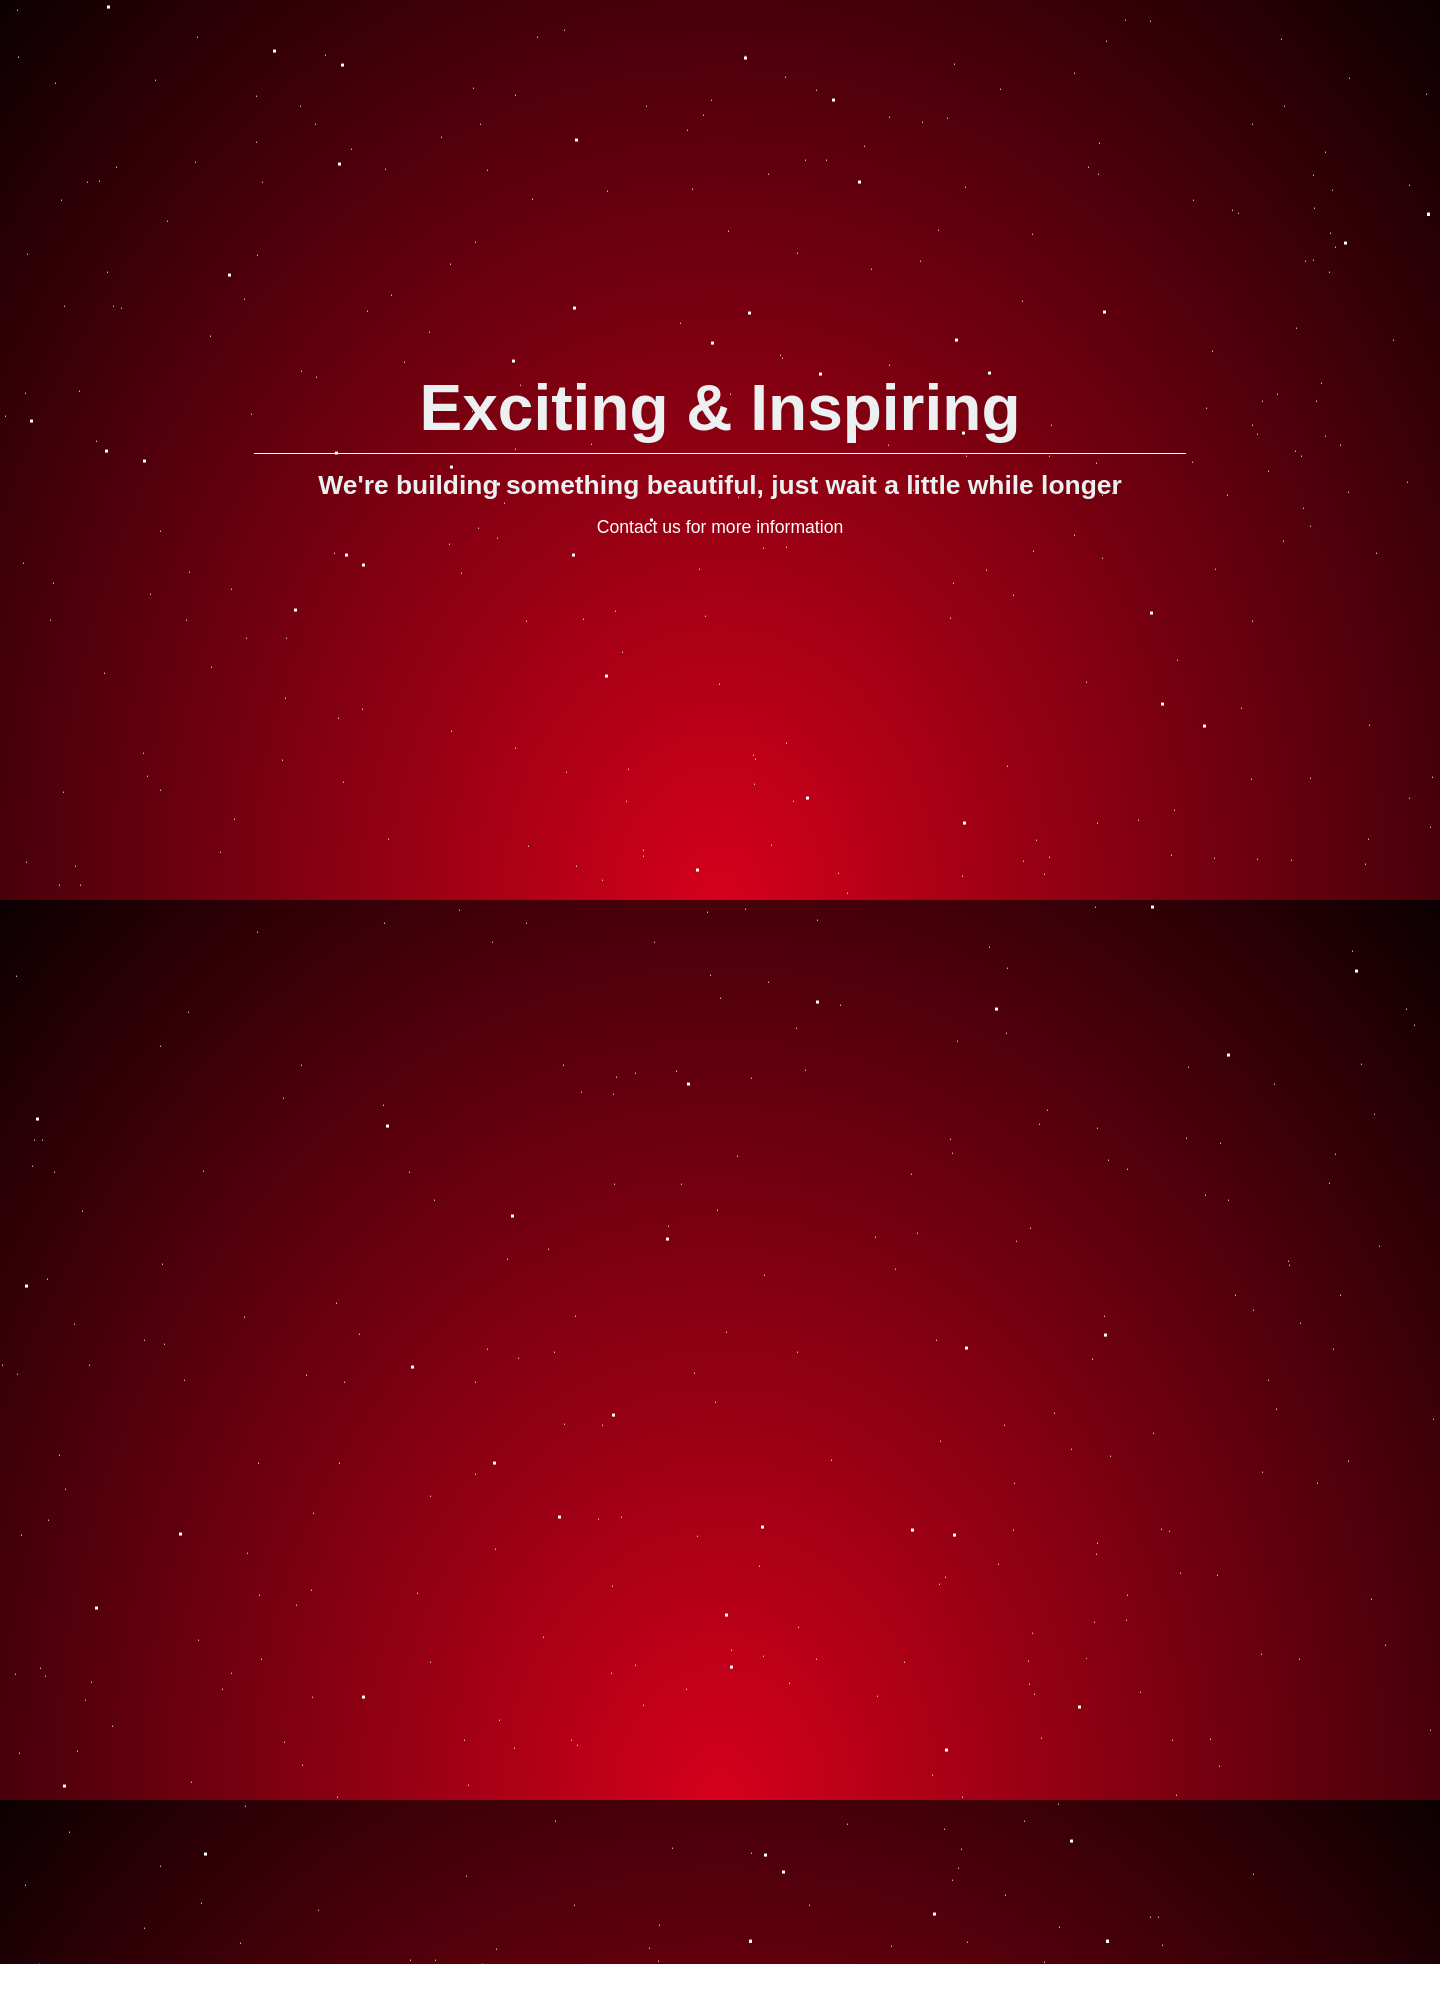 Exciting & Inspiring
We're building something beautiful, just wait a little while longer
Contact us for more information